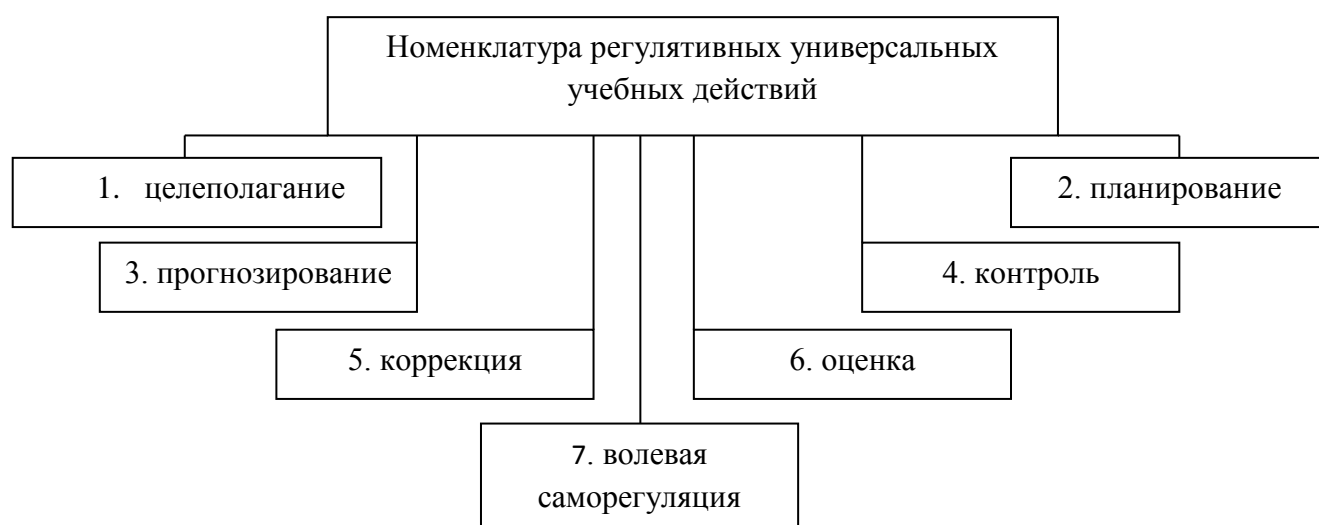 Номенклатура регулятивных универсальных
учебных действий
1. целеполагание
2. планирование
3. прогнозирование
4. контроль
5. коррекция
6. оценка
7. волевая
саморегуляция